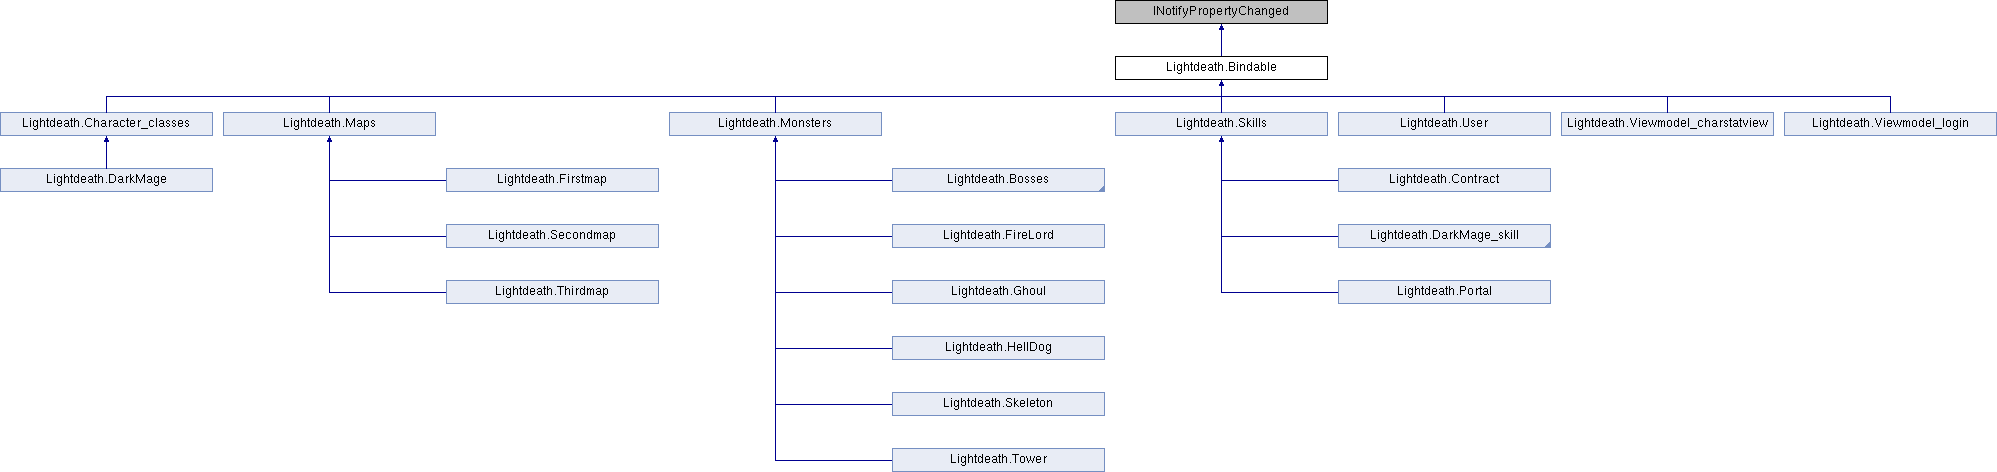 INotifyPropertyChanged
Lightdeath.Bindable
Lightdeath.Character_classes
Lightdeath.Maps
Lightdeath.Monsters
Lightdeath.Skills
Lightdeath.User
Lightdeath.Viewmodel_charstatview
Lightdeath.Viewmodel_login
Lightdeath.DarkMage
Lightdeath.Firstmap
Lightdeath.Bosses
Lightdeath.Contract
Lightdeath.Secondmap
Lightdeath.FireLord
Lightdeath.DarkMage_skill
Lightdeath.Thirdmap
Lightdeath.Ghoul
Lightdeath.Portal
Lightdeath.HellDog
Lightdeath.Skeleton
Lightdeath.Tower